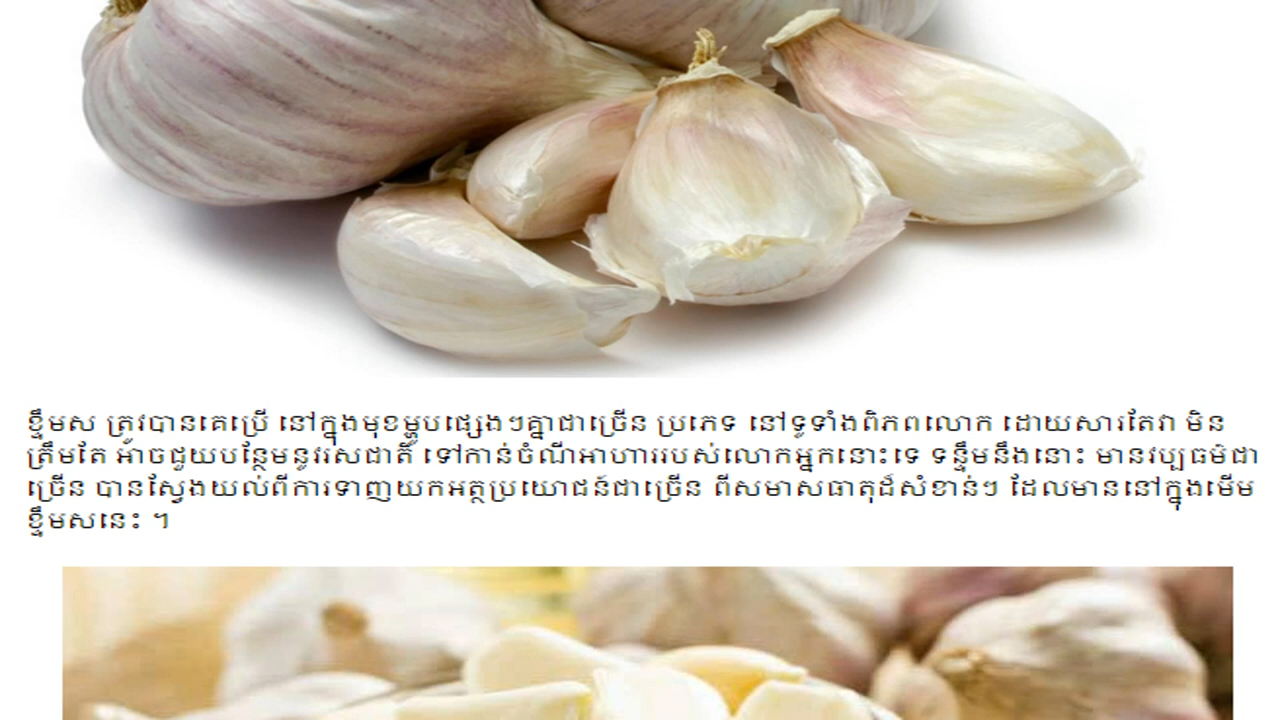 ខ្ទឹមស ត្រូវបានគេប្រើ នៅក្នុងមុខម្ហូបផ្សេងៗគ្នាជាច្រើន ប្រភេទ នៅទូទាំងពិភពលោក ដោយសារតែវា មិន
ត្រឹមតែ អាចជួយបន្ថែមនូវរសជាតិ ទៅកាន់ចំណីអាហាររបស់លោកអ្នកនោះទេ ទន្ទឹមនឹងនោះ មានវប្បធម៌ជា
ច្រើន បានស្វែងយល់ពីការទាញយកអត្ថប្រយោជន៍ជាច្រើន ពីសមាសធាតុដ៏សំខាន់ៗ ដែលមាននៅក្នុងមើម
ខ្ទឹមសនេះ ។